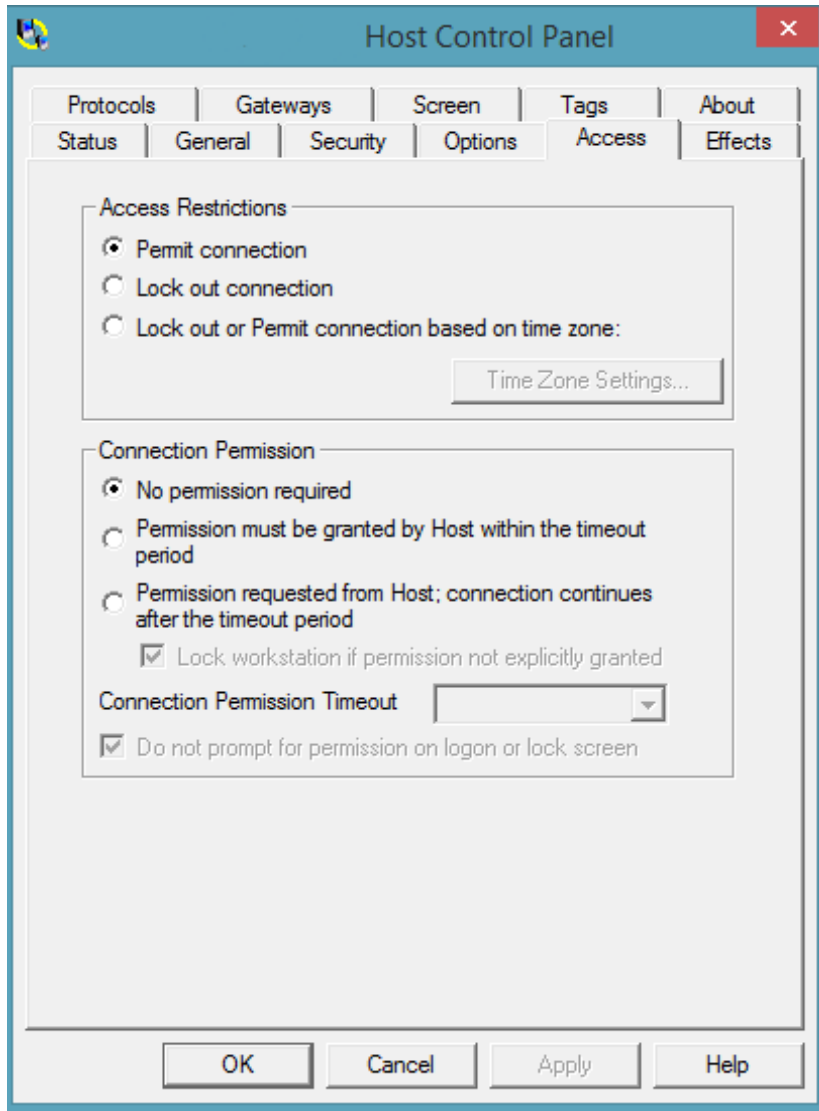 Host Control Panel
Protocols Gateways Screen Tags About
Status General Security Options Access Effects
Access Restrictions
Permit connection
Lock out connection
Lock out or Permit connection based on time zone:
Time Zone Settings...
Connection Permission
No permission required
Permission must be granted by Host within the timeout
period
Permission requested from Host; connection continues
after the timeout period
Lock workstation if permission not explicitly granted
Connection Permission Timeout
Do not prompt for permission on logon or lock screen
OK Cancel Apply Help